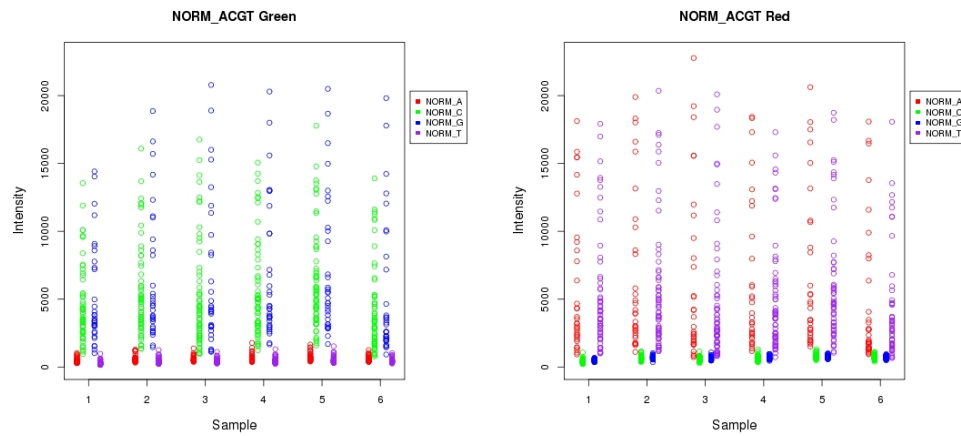 NORM_ACGT Green
Intensity
20000
15000
10000
5000
0
1 2 3 4 5 6
Sample
NORM_A
NORM_C
NORM_G
NORM_T
NORM_ACGT Red
Intensity
20000
15000
10000
5000
0
1 2 3 4 5 6
Sample
NORM_A
NORM_C
NORM_G
NORM_T